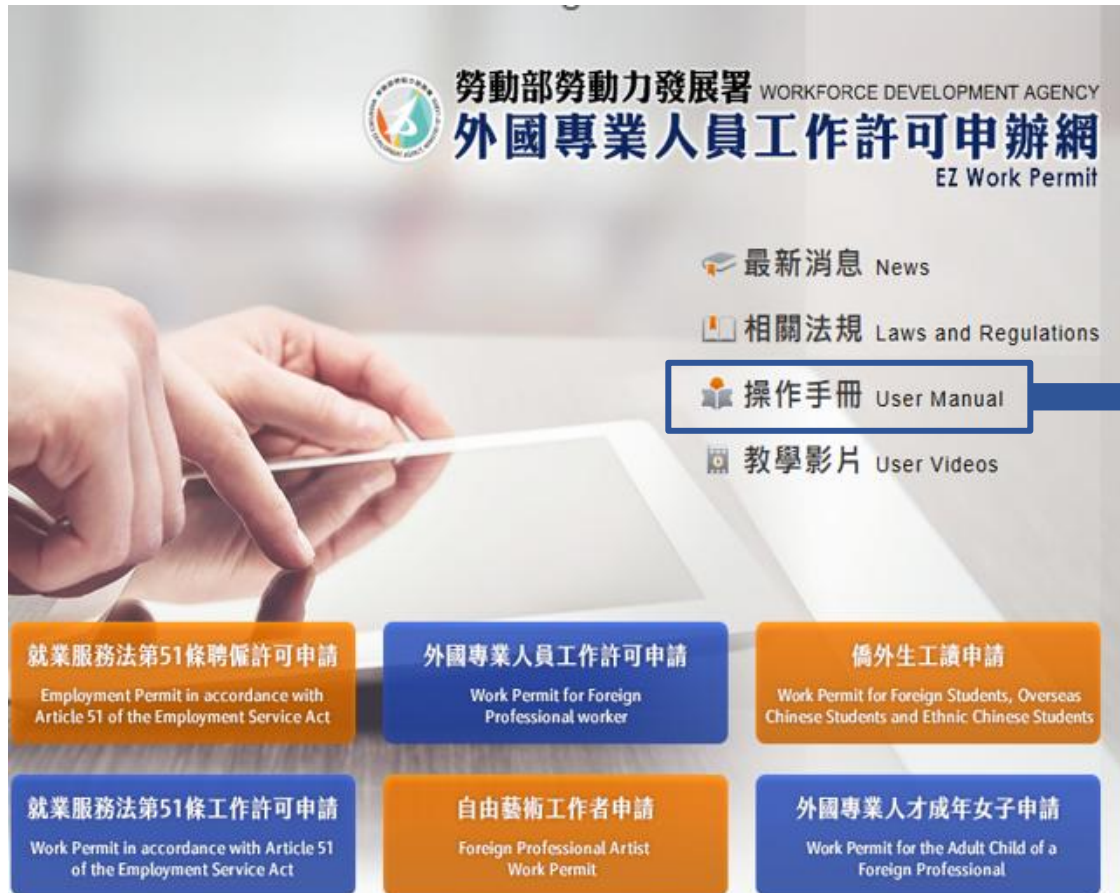 勞動部勞動力發展署 WORKFORCE DEVELOPMENT AGENCY
外國專業人員工作許可申辦網
EZ Work Permit
最新消息 News
相關法規 Laws and Regulations
操作手冊 User Manual
教學影片 User Videos
就業服務法第51條聘僱許可申請
Employment Permit in accordance with
Article 51 of the Employment Service Act
外國專業人員工作許可申請
Work Permit for Foreign
Professional worker
僑外生工讀申請
Work Permit for Foreign Students, Overseas
Chinese Students and Ethnic Chinese Students
就業服務法第51條工作許可申請
Work Permit in accordance with Article 51
of the Employment Service Act
自由藝術工作者申請
Foreign Professional Artist
Work Permit
外國專業人才成年女子申請
Work Permit for the Adult Child of a
Foreign Professional